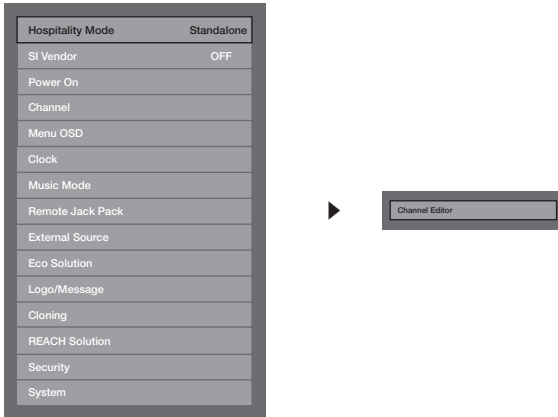 Hospitality Mode Standalone
SI Vendor OFF
Power On
Channel
Menu OSD
Clock
Music Mode
Remote Jack Pack
External Source
Eco Solution
Logo/Message
Cloning
REACH Solution
Security
System
Channel Editor